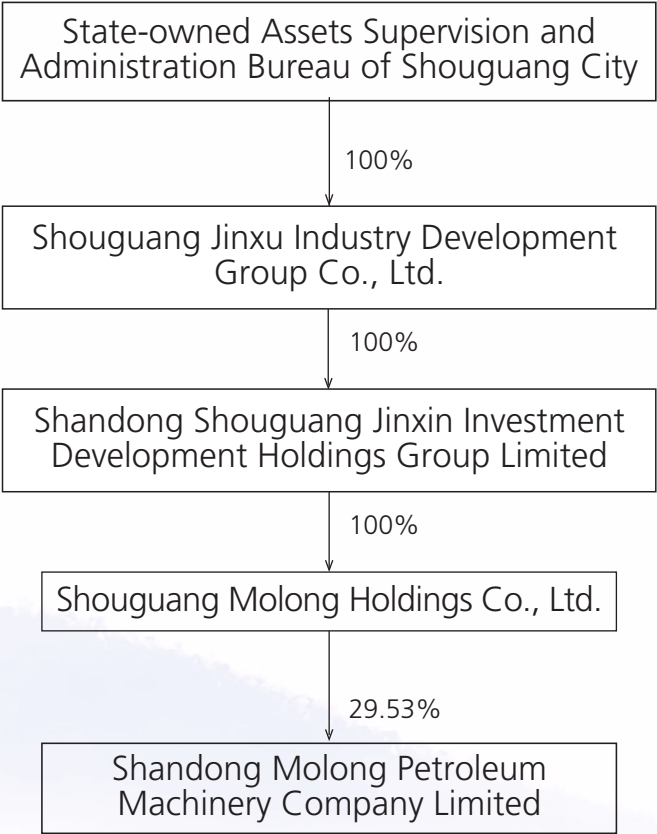 State-owned Assets Supervision and
Administration Bureau of Shouguang City
100%
Shouguang Jinxu Industry Development
Group Co., Ltd.
100%
Shandong Shouguang Jinxin Investment
Development Holdings Group Limited
100%
Shouguang Molong Holdings Co., Ltd.
29.53%
Shandong Molong Petroleum
Machinery Company Limited